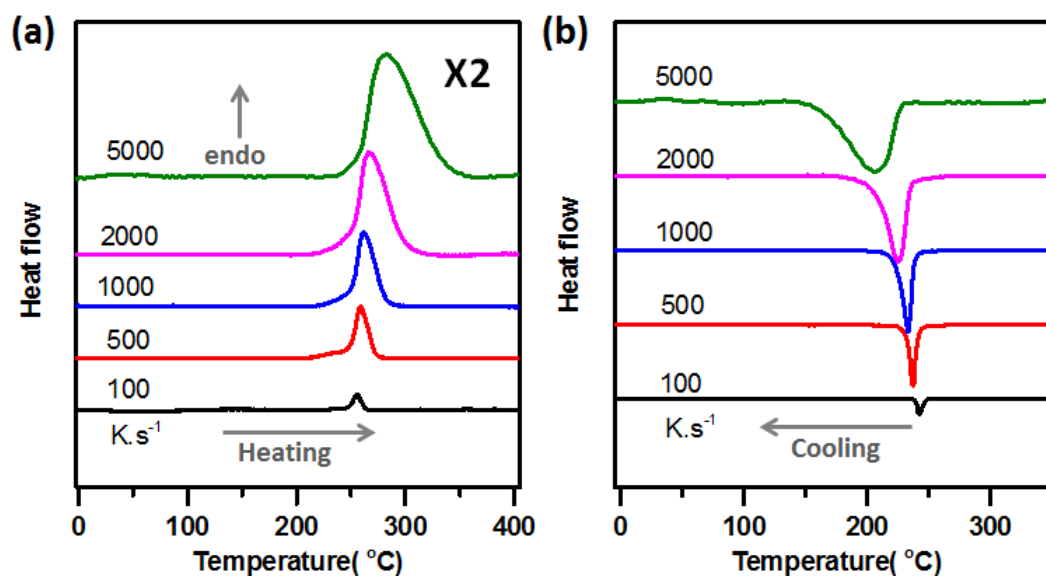 (a)
X2
endo
5000
2000
1000
500
100
K.s-1
Heating
Heat flow
0 100 200 300 400
Temperature( °C)
(b)
5000
2000
1000
500
100
K.s-1
Cooling
Heat flow
0 100 200 300
Temperature( °C)